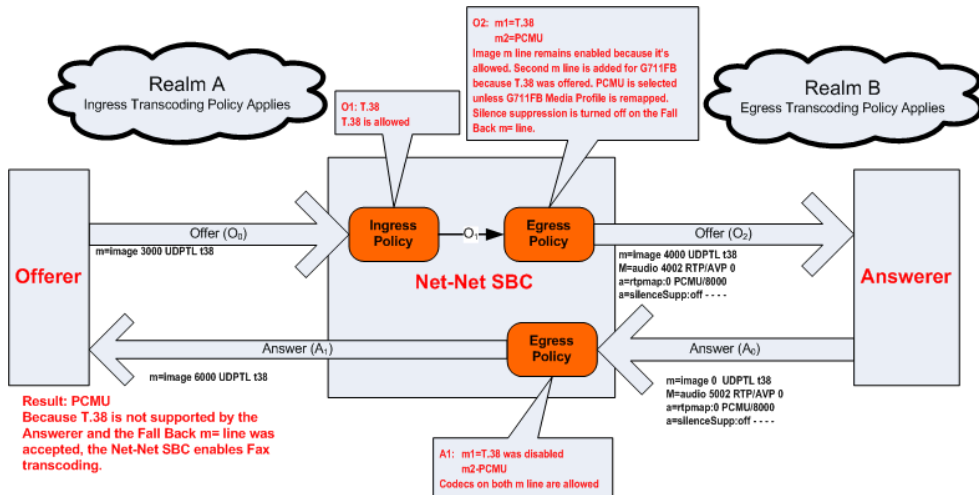 O2: m1=T.38
m2=PCMU
Image m line remains enabled because it's
allowed. Second m line is added for G711FB
because T.38 was offered. PCMU is selected
unless G711FB Media Profile is remapped.
Silence suppression is turned off on the Fall
Back m= line.
Realm A
Ingress Transcoding Policy Applies
O1: T.38
T.38 is allowed
Realm B
Egress Transcoding Policy Applies
Offerer
Offer (O0)
m=image 3000 UDPTL t38
Ingress
Policy
O1
Egress
Policy
Net-Net SBC
Offer (O2)
m=image 4000 UDPTL t38
M=audio 4002 RTP/AVP 0
a=rtpmap:0 PCMU/8000
a=silenceSupp:off - - - -
Answerer
Answer (A1)
m=Image 6000 UDPTL t38
Egress
Policy
Answer (A0)
m=image 0 UDPTL t38
M=audio 5002 RTP/AVP 0
a=rtpmap:0 PCMU/8000
a=silenceSupp:off - - - -
Result: PCMU
Because T.38 is not supported by the
Answerer and the Fall Back m= line was
accepted, the Net-Net SBC enables Fax
transcoding.
A1: m1=T.38 was disabled
m2-PCMU
Codecs on both m line are allowed